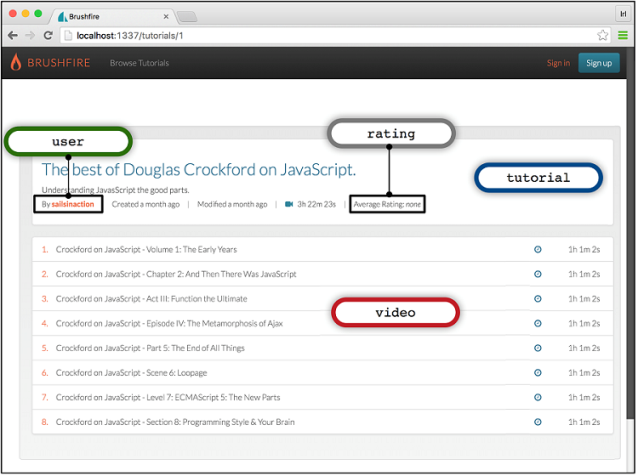 Brushfire
localhost:1337/tutorials/1
BRUSHFIRE Browse Tutorials Sign in Sign up
user
rating
The best of Douglas Crockford on JavaScript.
tutorial
Understanding JavaScript the good parts.
By sailsinaction | Created a month ago | Modified a month ago | 3h 22m 23s | Average Rating: none
1. Crockford on JavaScript - Volume 1: The Early Years 1h 1m 2s
2. Crockford on JavaScript - Chapter 2: And Then There Was JavaScript 1h 1m 2s
3. Crockford on JavaScript - Act III: Function the Ultimate 1h 1m 2s
video
4. Crockford on JavaScript - Episode IV: The Metamorphosis of Ajax 1h 1m 2s
5. Crockford on JavaScript - Part 5: The End of All Things 1h 1m 2s
6. Crockford on JavaScript - Scene 6: Loopage 1h 1m 2s
7. Crockford on JavaScript - Level 7: ECMAScript 5: The New Parts 1h 1m 2s
8. Crockford on JavaScript - Section 8: Programming Style & Your Brain 1h 1m 2s